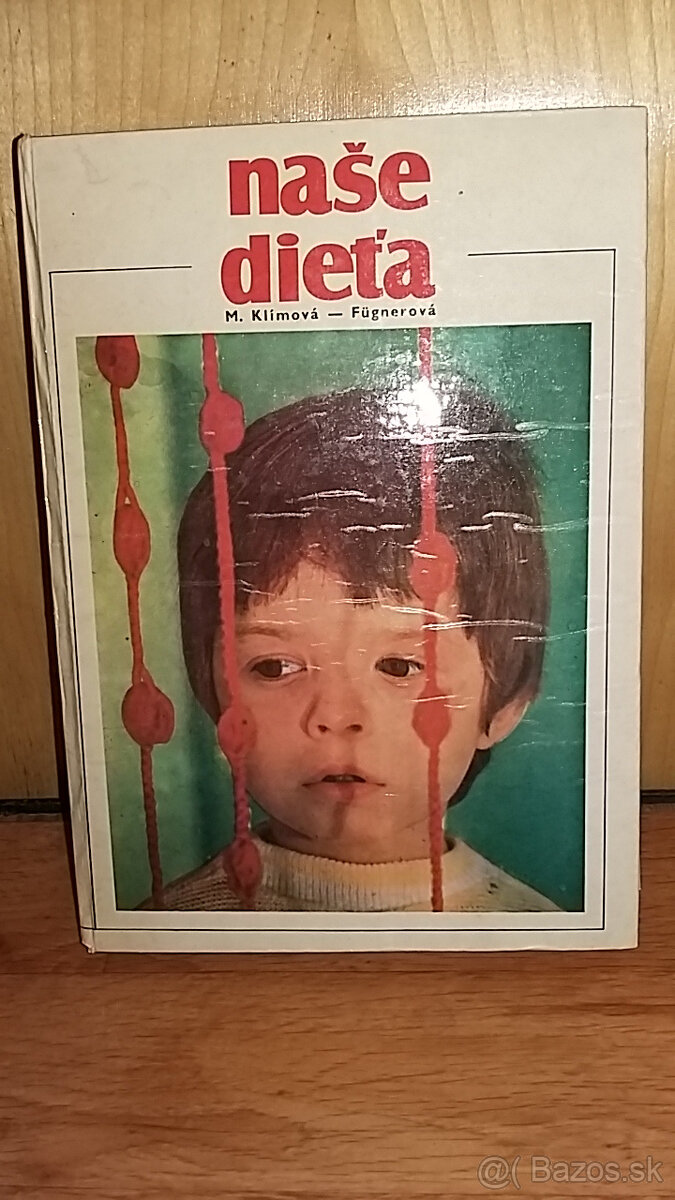 naše
dieťa
M. Klímová — Fügnerová
@( Bazos.sk